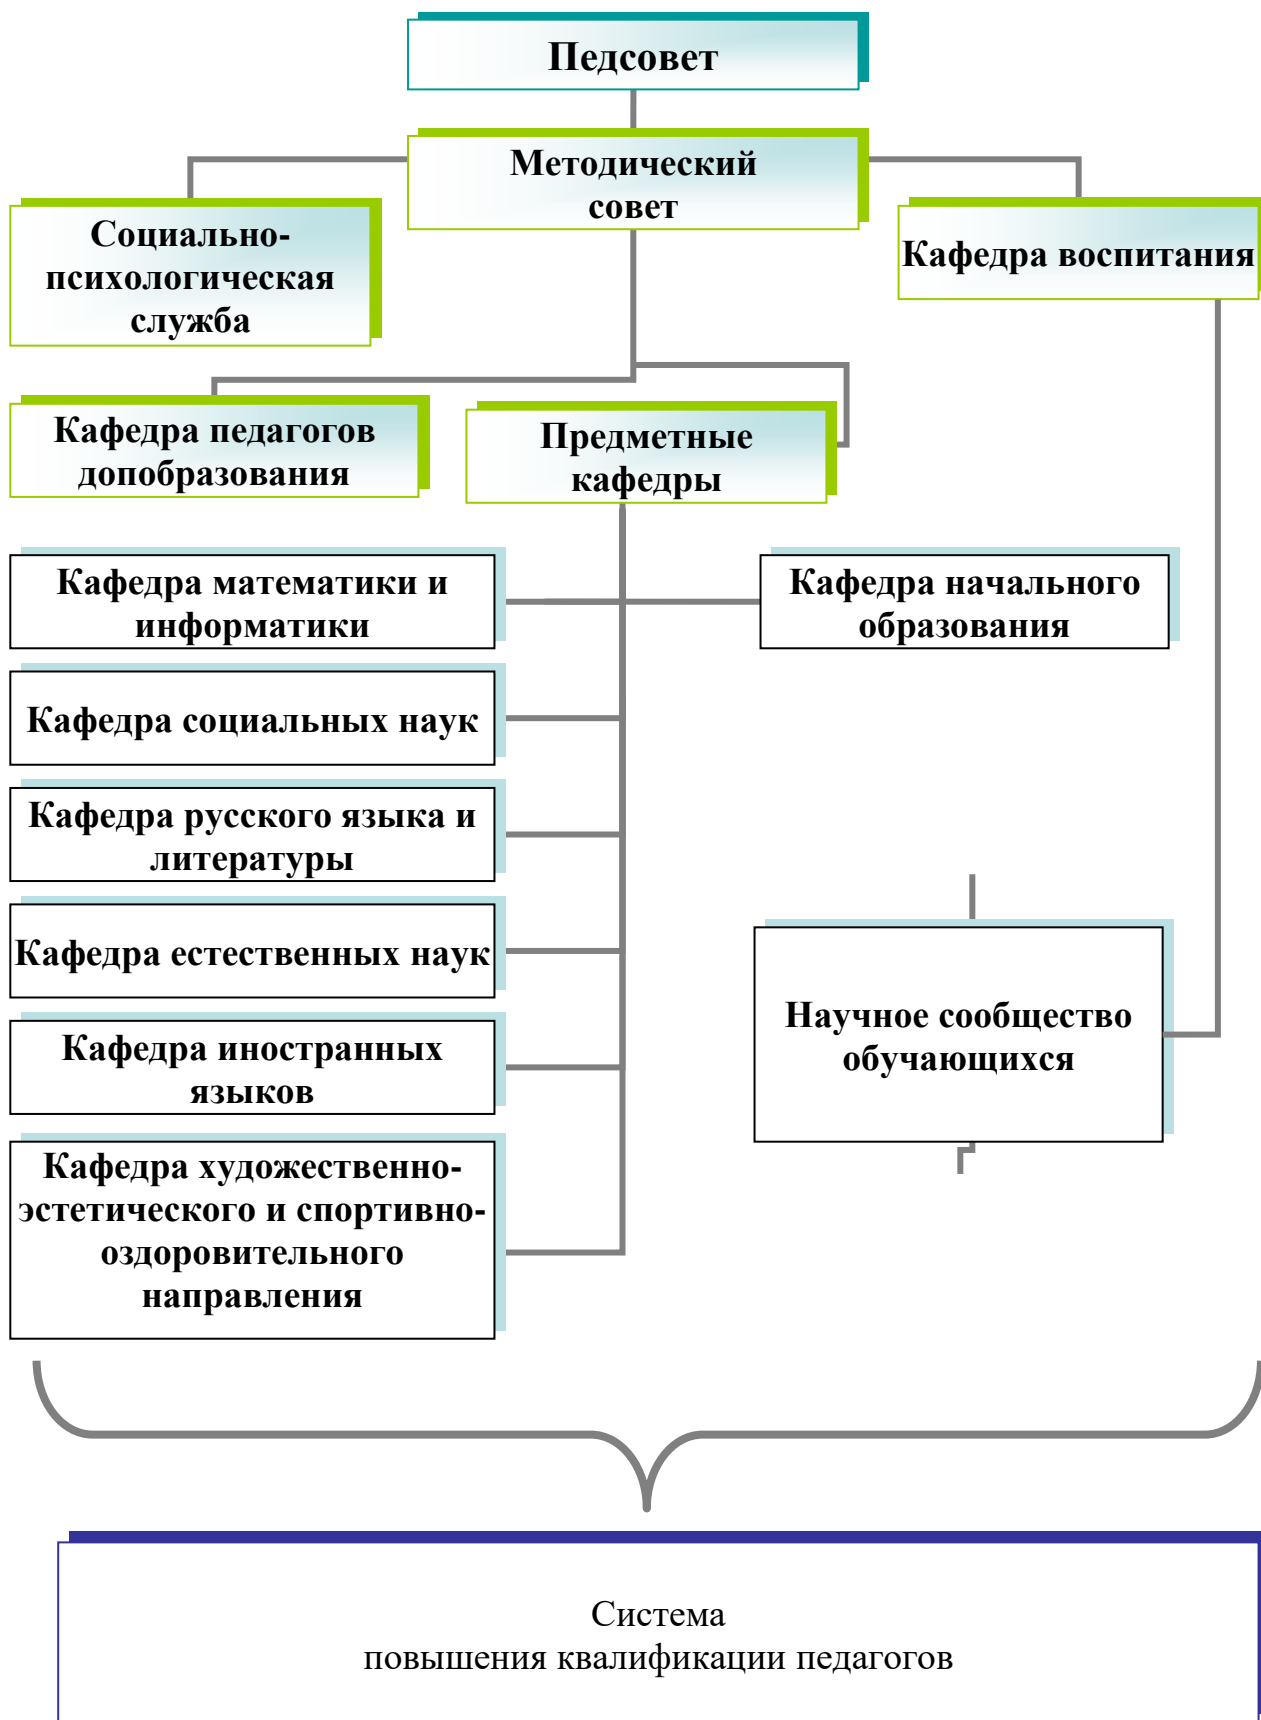 Педсовет
Методический
совет
Социально-
психологическая
служба
Кафедра воспитания
Кафедра педагогов
допобразования
Предметные
кафедры
Кафедра математики и
информатики
Кафедра начального
образования
Кафедра социальных наук
Кафедра русского языка и
литературы
Кафедра естественных наук
Научное сообщество
обучающихся
Кафедра иностранных
языков
Кафедра художественно-
эстетического и спортивно-
оздоровительного
направления
Система
повышения квалификации педагогов